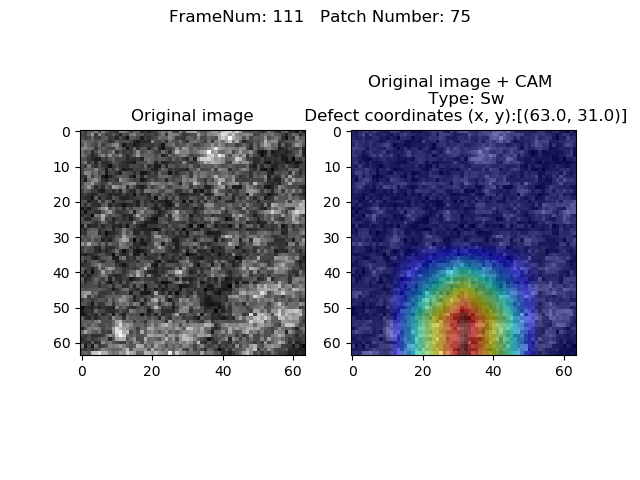 FrameNum: 111   Patch Number: 75
Original image
Original image + CAM
Type: Sw
Defect coordinates (x, y):[(63.0, 31.0)]
0
10
20
30
40
50
60
0 20 40 60
0
10
20
30
40
50
60
0 20 40 60